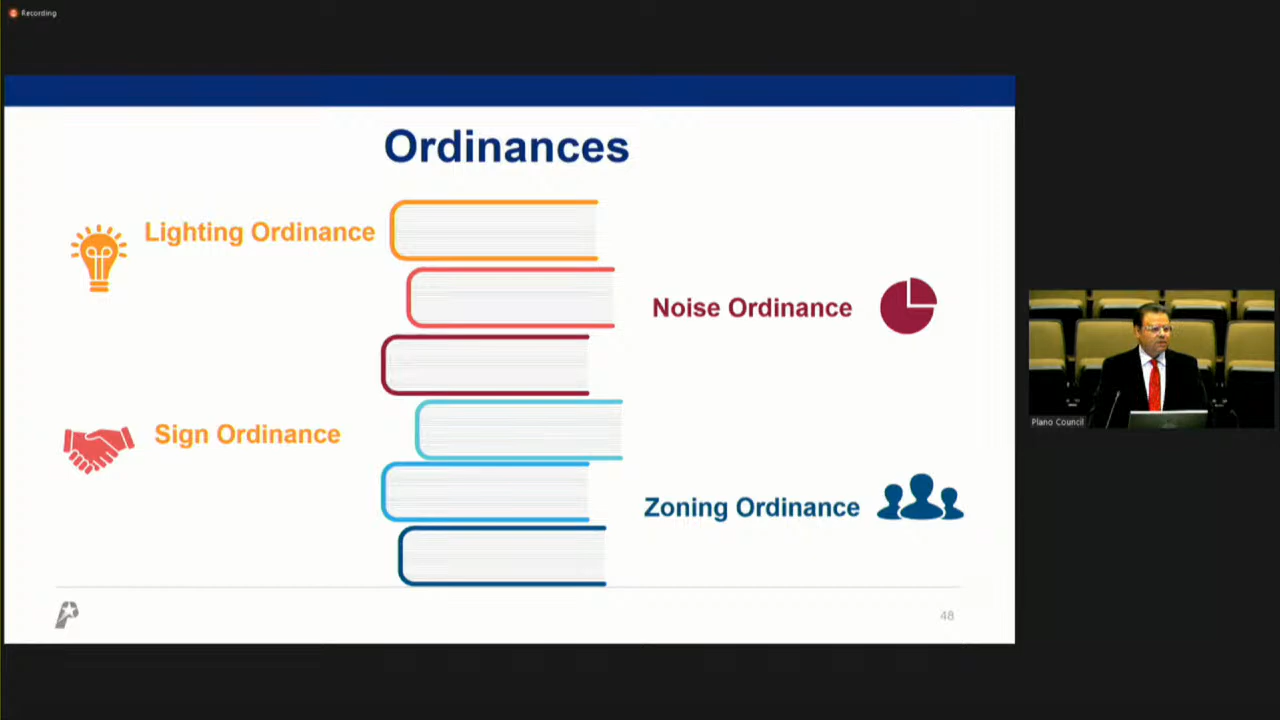 Recording
Ordinances
Lighting Ordinance
Noise Ordinance
Sign Ordinance
Zoning Ordinance
48
Plano Council